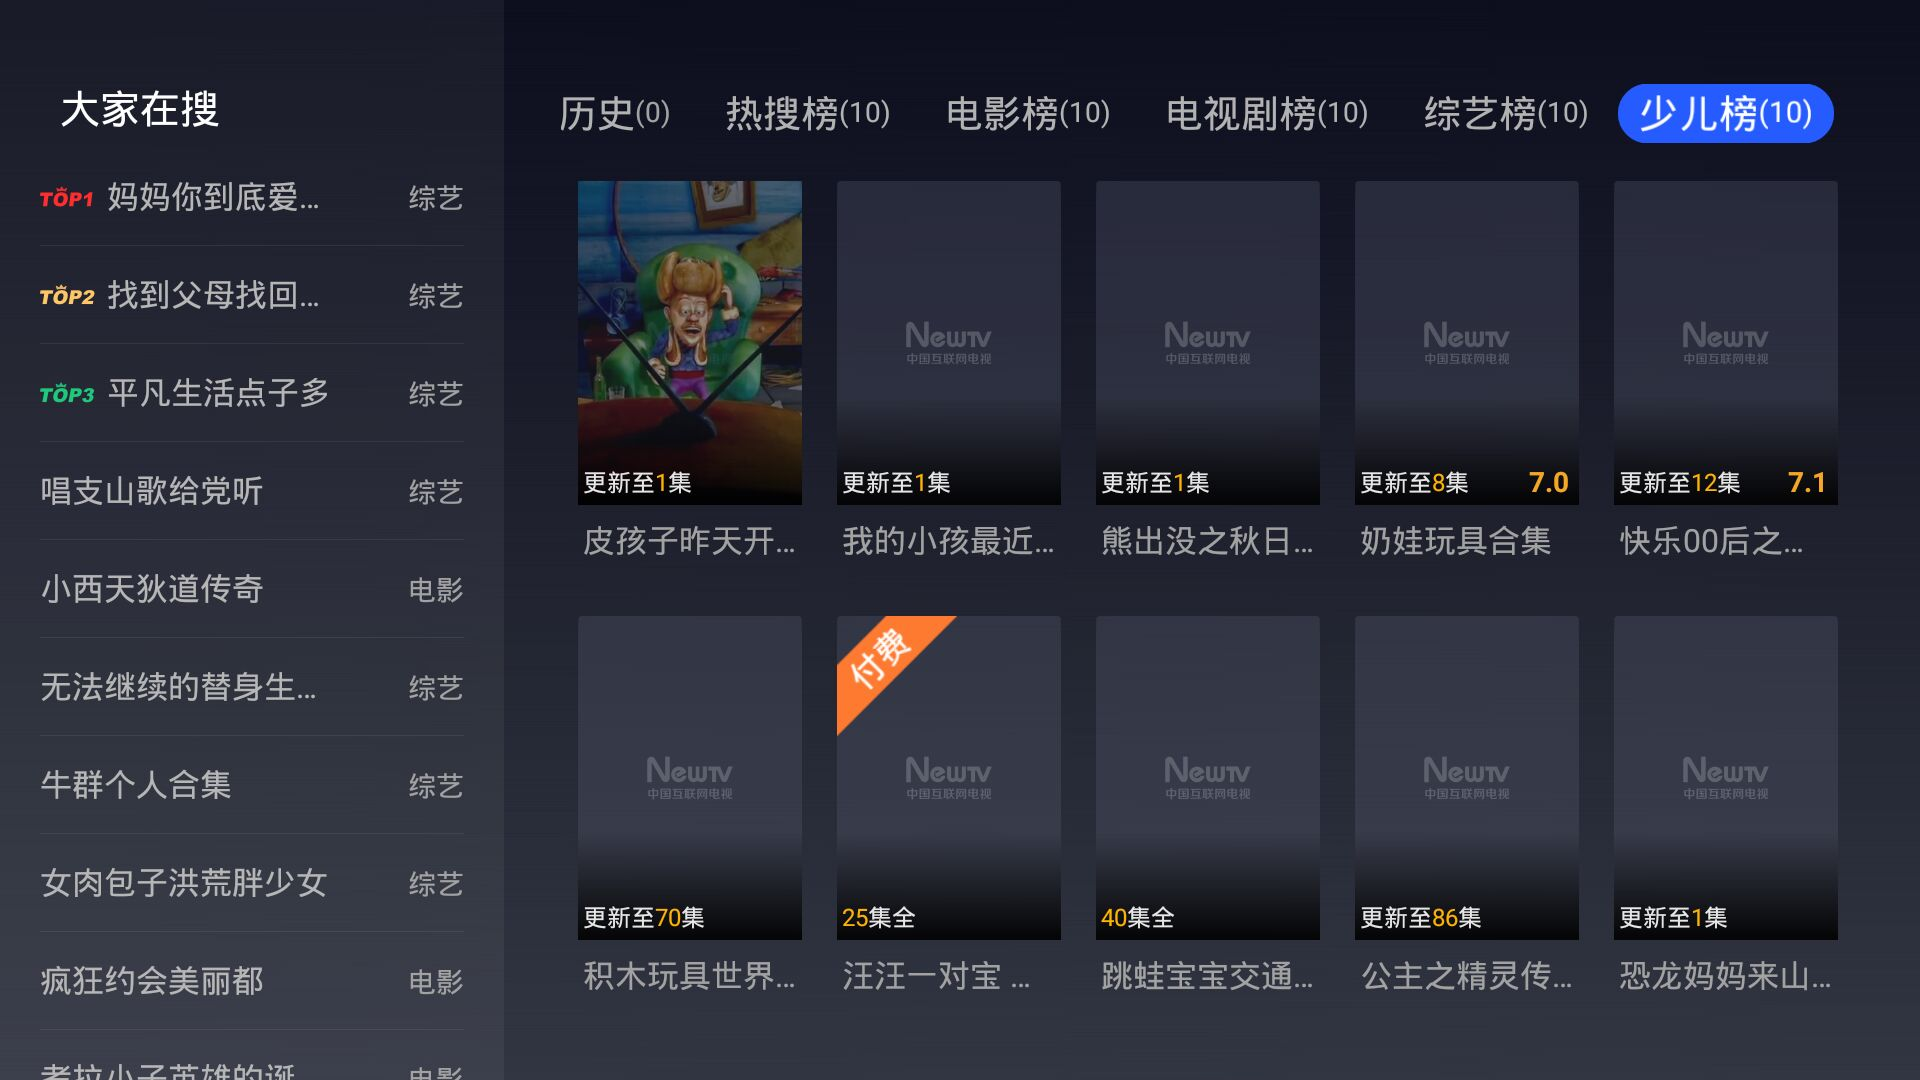 大家在搜
TOP1 妈妈你到底爱... 综艺
TOP2 找到父母找回... 综艺
TOP3 平凡生活点子多 综艺
唱支山歌给党听 综艺
小西天狄道传奇 电影
无法继续的替身生... 综艺
牛群个人合集 综艺
女肉包子洪荒胖少女 综艺
疯狂约会美丽都 电影
考拉小子英雄的诞 电影
历史(0) 热搜榜(10) 电影榜(10) 电视剧榜(10) 综艺榜(10) 少儿榜(10)
NewTV NewTV NewTV NewTV
中国互联网电视 中国互联网电视 中国互联网电视 中国互联网电视
更新至1集 更新至1集 更新至1集 更新至8集 7.0 更新至12集 7.1
皮孩子昨天开... 我的小孩最近... 熊出没之秋日... 奶娃玩具合集 快乐00后之...
付费
NewTV NewTV NewTV NewTV NewTV
中国互联网电视 中国互联网电视 中国互联网电视 中国互联网电视 中国互联网电视
更新至70集 25集全 40集全 更新至86集 更新至1集
积木玩具世界... 汪汪一对宝 ... 跳蛙宝宝交通... 公主之精灵传... 恐龙妈妈来山...